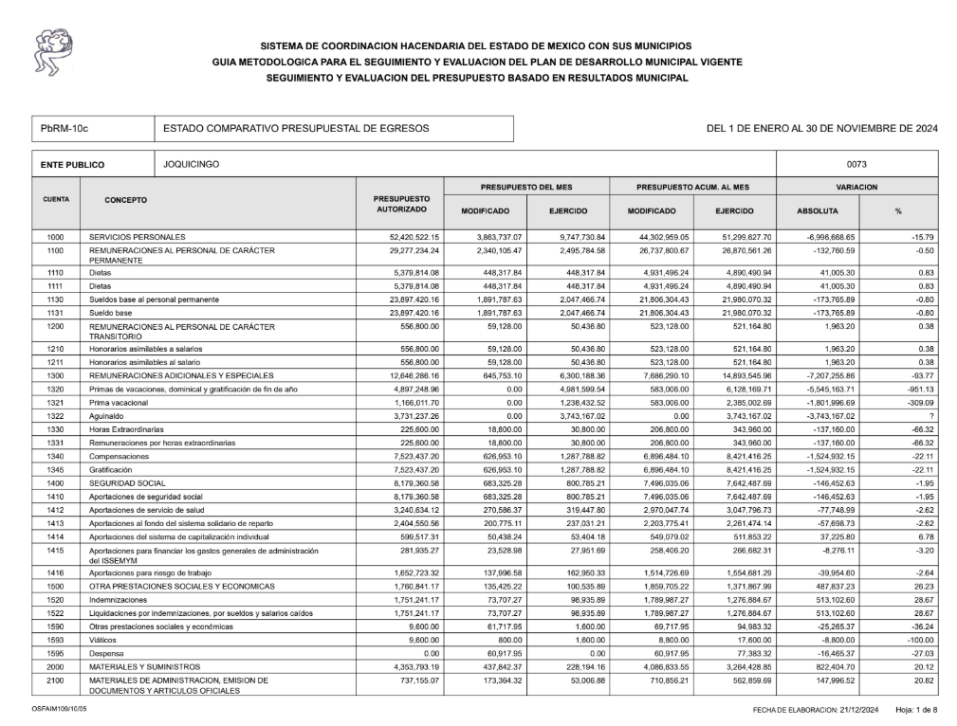 SISTEMA DE COORDINACION HACENDARIA DEL ESTADO DE MEXICO CON SUS MUNICIPIOS
GUIA METODOLOGICA PARA EL SEGUIMIENTO Y EVALUACION DEL PLAN DE DESARROLLO MUNICIPAL VIGENTE
SEGUIMIENTO Y EVALUACION DEL PRESUPUESTO BASADO EN RESULTADOS MUNICIPAL
PbRM-10c ESTADO COMPARATIVO PRESUPUESTAL DE EGRESOS DEL 1 DE ENERO AL 30 DE NOVIEMBRE DE 2024
ENTE PUBLICO JOQUICINGO 0073
CUENTA CONCEPTO PRESUPUESTO AUTORIZADO PRESUPUESTO DEL MES PRESUPUESTO ACUM. AL MES VARIACION
MODIFICADO EJERCIDO MODIFICADO EJERCIDO ABSOLUTA %
1000 SERVICIOS PERSONALES 52,420,522.15 3,863,737.07 9,747,730.84 44,302,959.05 51,299,627.70 -6,996,668.65 -15.79
1100 REMUNERACIONES AL PERSONAL DE CARÁCTER 29,277,234.24 2,340,105.47 2,495,784.58 26,737,800.67 26,870,561.26 -132,760.59 -0.50
PERMANENTE
1110 Dietas 5,379,814.08 448,317.84 448,317.84 4,931,496.24 4,890,490.94 41,005.30 0.83
1111 Dietas 5,379,814.08 448,317.84 448,317.84 4,931,496.24 4,890,490.94 41,005.30 0.83
1130 Sueldos base al personal permanente 23,897,420.16 1,891,787.63 2,047,466.74 21,806,304.43 21,980,070.32 -173,765.89 -0.80
1131 Sueldo base 23,897,420.16 1,891,787.63 2,047,466.74 21,806,304.43 21,980,070.32 -173,765.89 -0.80
1200 REMUNERACIONES AL PERSONAL DE CARÁCTER 556,800.00 59,128.00 50,436.80 523,128.00 521,164.80 1,963.20 0.38
TRANSITORIO
1210 Honorarios asimilables a salarios 556,800.00 59,128.00 50,436.80 523,128.00 521,164.80 1,963.20 0.38
1211 Honorarios asimilables al salario 556,800.00 59,128.00 50,436.80 523,128.00 521,164.80 1,963.20 0.38
1300 REMUNERACIONES ADICIONALES Y ESPECIALES 12,646,286.16 645,753.10 6,300,188.36 7,686,290.10 14,893,545.96 -7,207,255.86 -93.77
1320 Primas de vacaciones, dominical y gratificación de fin de año 4,897,248.96 0.00 4,981,599.54 583,006.00 6,128,169.71 -5,545,163.71 -951.13
1321 Prima vacacional 1,166,011.70 0.00 1,238,432.52 583,006.00 2,385,002.69 -1,801,996.69 -309.09
1322 Aguinaldo 3,731,237.26 0.00 3,743,167.02 0.00 3,743,167.02 -3,743,167.02 ?
1330 Horas Extraordinarias 225,600.00 18,800.00 30,800.00 206,800.00 343,960.00 -137,160.00 -66.32
1331 Remuneraciones por horas extraordinarias 225,600.00 18,800.00 30,800.00 206,800.00 343,960.00 -137,160.00 -66.32
1340 Compensaciones 7,523,437.20 626,953.10 1,287,788.82 6,896,484.10 8,421,416.25 -1,524,932.15 -22.11
1345 Gratificación 7,523,437.20 626,953.10 1,287,788.82 6,896,484.10 8,421,416.25 -1,524,932.15 -22.11
1400 SEGURIDAD SOCIAL 8,179,360.58 683,325.28 800,785.21 7,496,035.06 7,642,487.69 -146,452.63 -1.95
1410 Aportaciones de seguridad social 8,179,360.58 683,325.28 800,785.21 7,496,035.06 7,642,487.69 -146,452.63 -1.95
1412 Aportaciones de servicio de salud 3,240,634.12 270,586.37 319,447.80 2,970,047.74 3,047,796.73 -77,748.99 -2.62
1413 Aportaciones al fondo del sistema solidario de reparto 2,404,550.56 200,775.11 237,031.21 2,203,775.41 2,261,474.14 -57,698.73 -2.62
1414 Aportaciones del sistema de capitalización individual 599,517.31 50,438.24 53,404.18 549,079.02 511,853.22 37,225.80 6.78
1415 Aportaciones para financiar los gastos generales de administración 281,935.27 23,528.98 27,951.69 258,406.20 266,682.31 -8,276.11 -3.20
del ISSEMYM
1416 Aportaciones para riesgo de trabajo 1,652,723.32 137,996.58 162,950.33 1,514,726.69 1,554,681.29 -39,954.60 -2.64
1500 OTRA PRESTACIONES SOCIALES Y ECONOMICAS 1,760,841.17 135,425.22 100,535.89 1,859,705.22 1,371,867.99 487,837.23 26.23
1520 Indemnizaciones 1,751,241.17 73,707.27 98,935.89 1,789,987.27 1,276,884.67 513,102.60 28.67
1522 Liquidaciones por indemnizaciones, por sueldos y salarios caídos 1,751,241.17 73,707.27 98,935.89 1,789,987.27 1,276,884.67 513,102.60 28.67
1590 Otras prestaciones sociales y económicas 9,600.00 61,717.95 1,600.00 69,717.95 94,983.32 -25,265.37 -36.24
1593 Viáticos 9,600.00 800.00 1,600.00 8,800.00 17,600.00 -8,800.00 -100.00
1595 Despensa 0.00 60,917.95 0.00 60,917.95 77,383.32 -16,465.37 -27.03
2000 MATERIALES Y SUMINISTROS 4,353,793.19 437,842.37 228,194.16 4,086,833.55 3,264,428.85 822,404.70 20.12
2100 MATERIALES DE ADMINISTRACION, EMISION DE 737,155.07 173,364.32 53,006.88 710,856.21 562,859.69 147,996.52 20.82
DOCUMENTOS Y ARTICULOS OFICIALES
OSFAIM109/10/05 FECHA DE ELABORACION: 21/12/2024 Hoja: 1 de 8